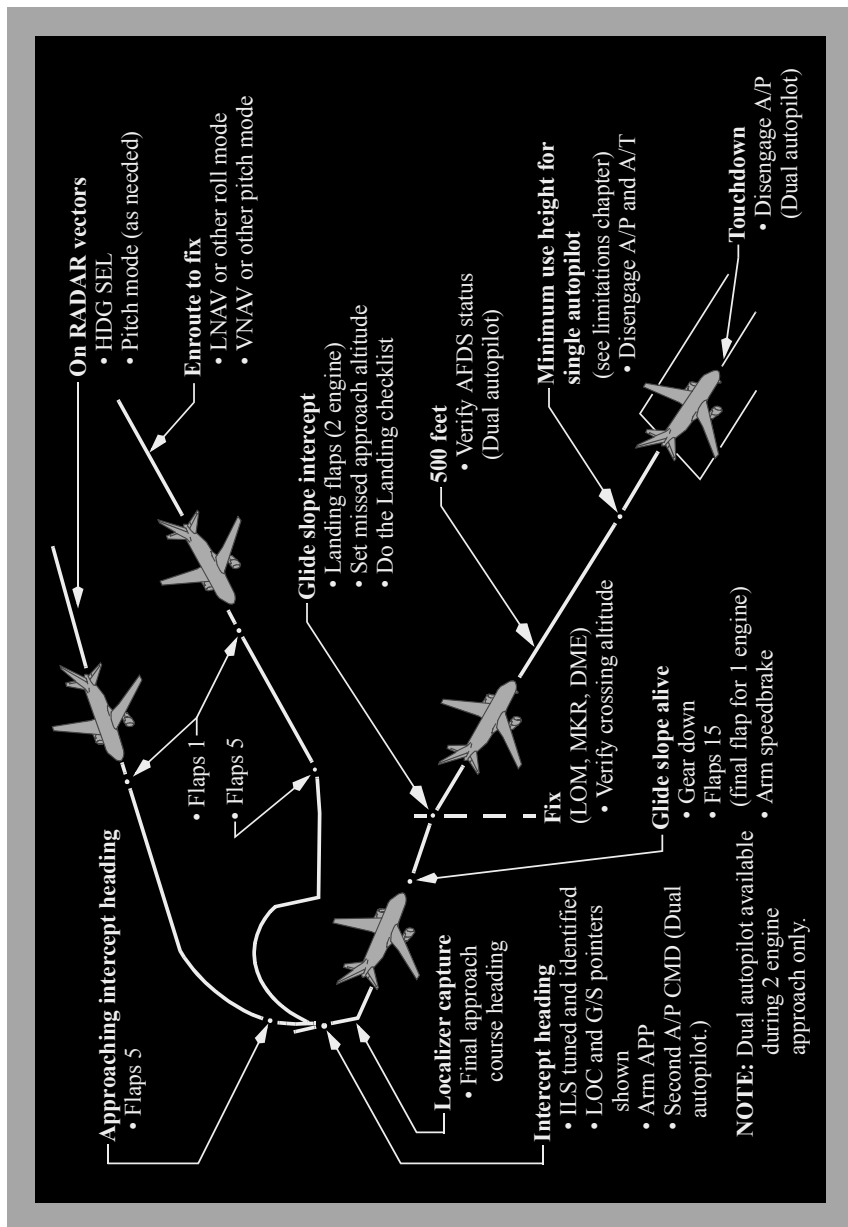 On RADAR vectors
• HDG SEL
• Pitch mode (as needed)
Enroute to fix
• LNAV or other roll mode
• VNAV or other pitch mode
Approaching intercept heading
• Flaps 5
• Flaps 1
• Flaps 5
Glide slope intercept
• Landing flaps (2 engine)
• Set missed approach altitude
• Do the Landing checklist
Localizer capture
• Final approach
course heading
500 feet
• Verify AFDS status
(Dual autopilot)
Intercept heading
• ILS tuned and identified
• LOC and G/S pointers
shown
• Arm APP
• Second A/P CMD (Dual
autopilot.)
Fix
(LOM, MKR, DME)
• Verify crossing altitude
Minimum use height for
single autopilot
(see limitations chapter)
• Disengage A/P and A/T
Glide slope alive
• Gear down
• Flaps 15
(final flap for 1 engine)
• Arm speedbrake
Touchdown
• Disengage A/P
(Dual autopilot)
NOTE: Dual autopilot available
during 2 engine
approach only.